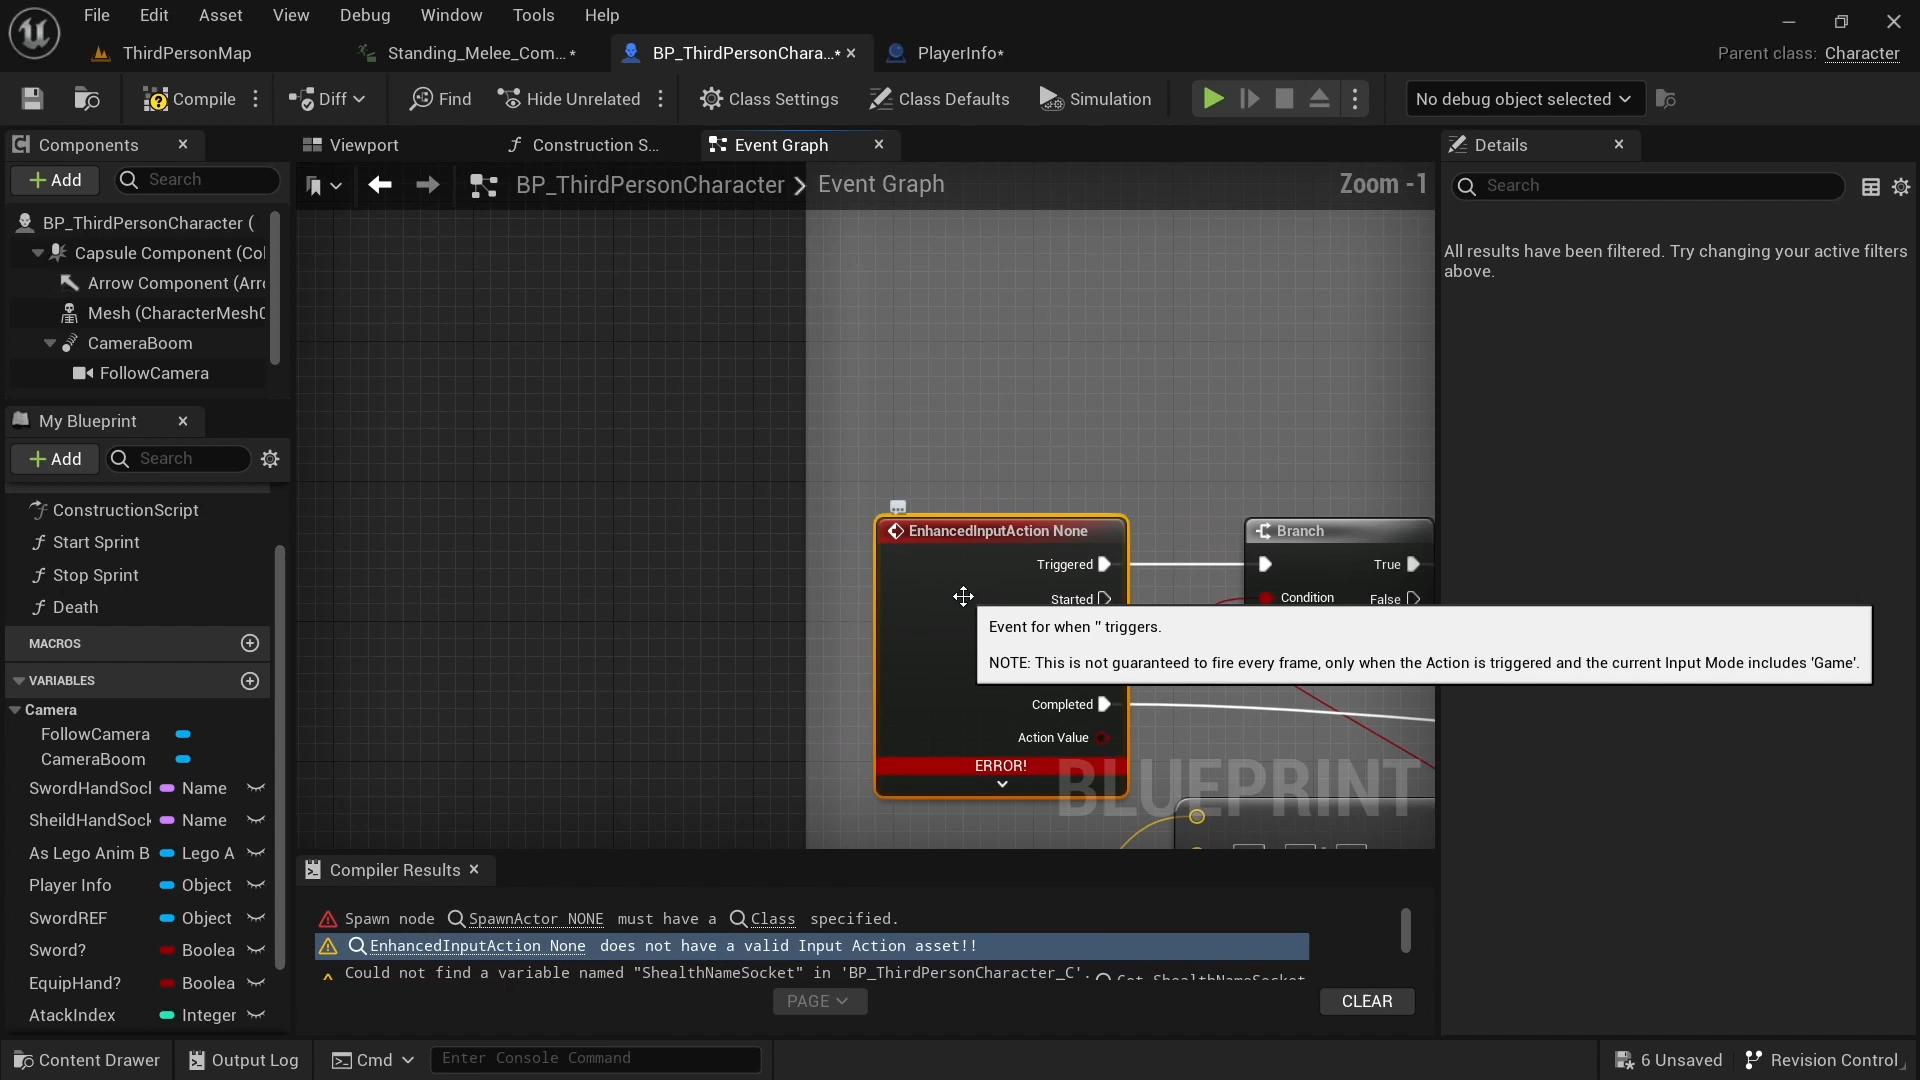 File Edit Asset View Debug Window Tools Help
ThirdPersonMap
Standing_Melee_Com... *
BP_ThirdPersonChara...*
PlayerInfo*
Parent class: Character
Compile
Diff
Find
Hide Unrelated
Class Settings
Class Defaults
Simulation
No debug object selected
Components
Add
Search
BP_ThirdPersonCharacter (
Capsule Component (Col
Arrow Component (Arr
Mesh (CharacterMesh
CameraBoom
FollowCamera
My Blueprint
Add
Search
ConstructionScript
Start Sprint
Stop Sprint
Death
MACROS
VARIABLES
Camera
FollowCamera
CameraBoom
SwordHandSocl Name
SheildHandSock Name
As Lego Anim B Lego A
Player Info Object
SwordREF Object
Sword? Boolea
EquipHand? Boolea
AtackIndex Integer
Viewport
Construction S...
Event Graph
BP_ThirdPersonCharacter > Event Graph
Zoom -1
EnhancedInputAction None
Triggered
Started
Completed
Action Value
ERROR!
Branch
True
Condition
False
Event for when '' triggers.
NOTE: This is not guaranteed to fire every frame, only when the Action is triggered and the current Input Mode includes 'Game'.
BLUEPRINT
Compiler Results
Spawn node SpawnActor NONE must have a Class specified.
EnhancedInputAction None does not have a valid Input Action asset!!
Could not find a variable named "ShealthNameSocket" in 'BP_ThirdPersonCharacter_C'. Get ShealthNameSocket
PAGE
CLEAR
Details
Search
All results have been filtered. Try changing your active filters
above.
Content Drawer
Output Log
Cmd
Enter Console Command
6 Unsaved
Revision Control